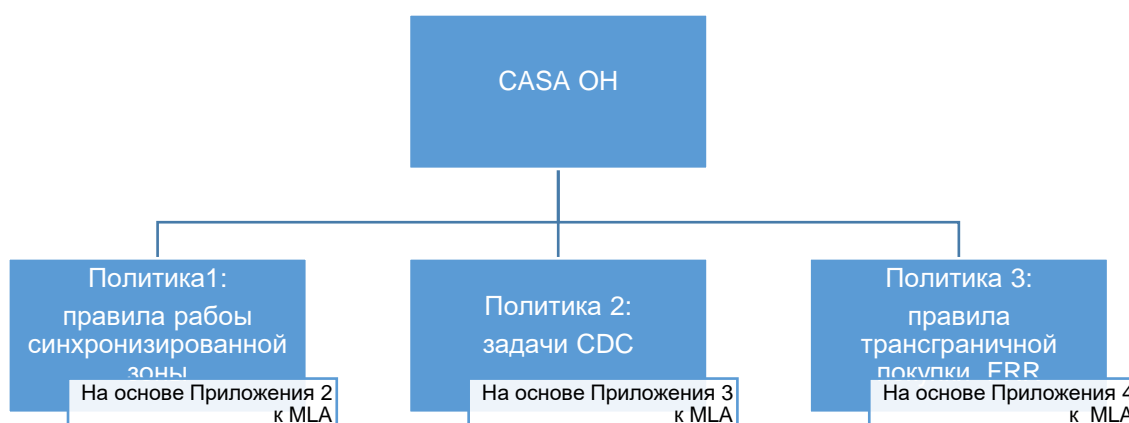 CASA OH
Политика1:
правила рабоы
синхронизированной
зоны
На основе Приложения 2
к MLA
Политика 2:
задачи CDC
На основе Приложения 3
к MLA
Политика 3:
правила
трансграничной
покупки FRR
На основе Приложения 4
к MLA